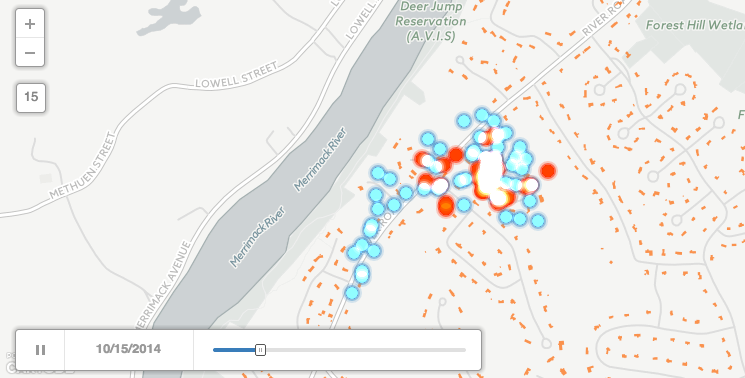 +
−
15
Deer Jump
Reservation
(A.V.I.S)
Forest Hill Wetla
RIVER RO
LOWELL
LOWELL STREET
METHUEN STREET
Merrimack River
Merrimack River
MERRIMACK AVENUE
10/15/2014